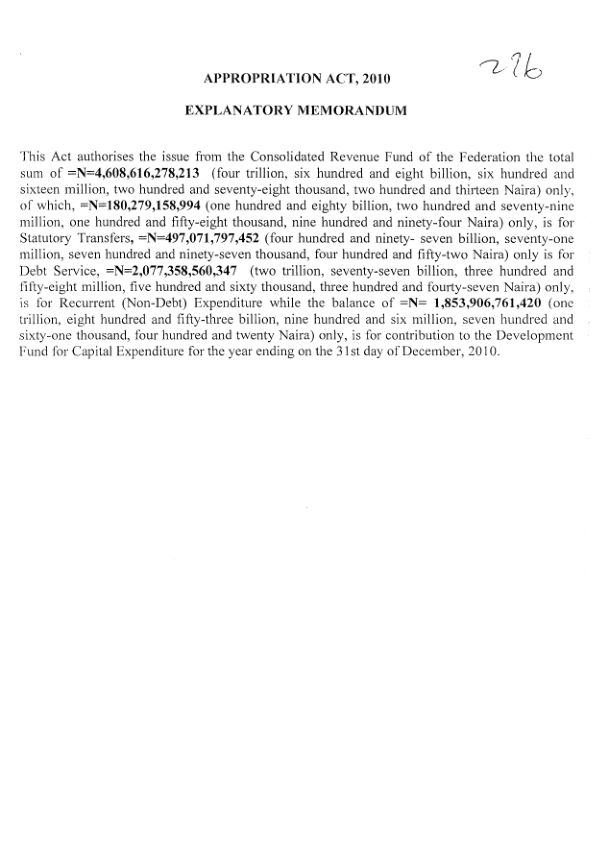 296
APPROPRIATION ACT, 2010
EXPLANATORY MEMORANDUM
This Act authorises the issue from the Consolidated Revenue Fund of the Federation the total
sum of =N=4,608,616,278,213 (four trillion, six hundred and eight billion, six hundred and
sixteen million, two hundred and seventy-eight thousand, two hundred and thirteen Naira) only,
of which, =N=180,279,158,994 (one hundred and eighty billion, two hundred and seventy-nine
million, one hundred and fifty-eight thousand, nine hundred and ninety-four Naira) only, is for
Statutory Transfers, =N=497,071,797,452 (four hundred and ninety- seven billion, seventy-one
million, seven hundred and ninety-seven thousand, four hundred and fifty-two Naira) only is for
Debt Service, =N=2,077,358,560,347 (two trillion, seventy-seven billion, three hundred and
fifty-eight million, five hundred and sixty thousand, three hundred and fourty-seven Naira) only,
is for Recurrent (Non-Debt) Expenditure while the balance of =N= 1,853,906,761,420 (one
trillion, eight hundred and fifty-three billion, nine hundred and six million, seven hundred and
sixty-one thousand, four hundred and twenty Naira) only, is for contribution to the Development
Fund for Capital Expenditure for the year ending on the 31st day of December, 2010.